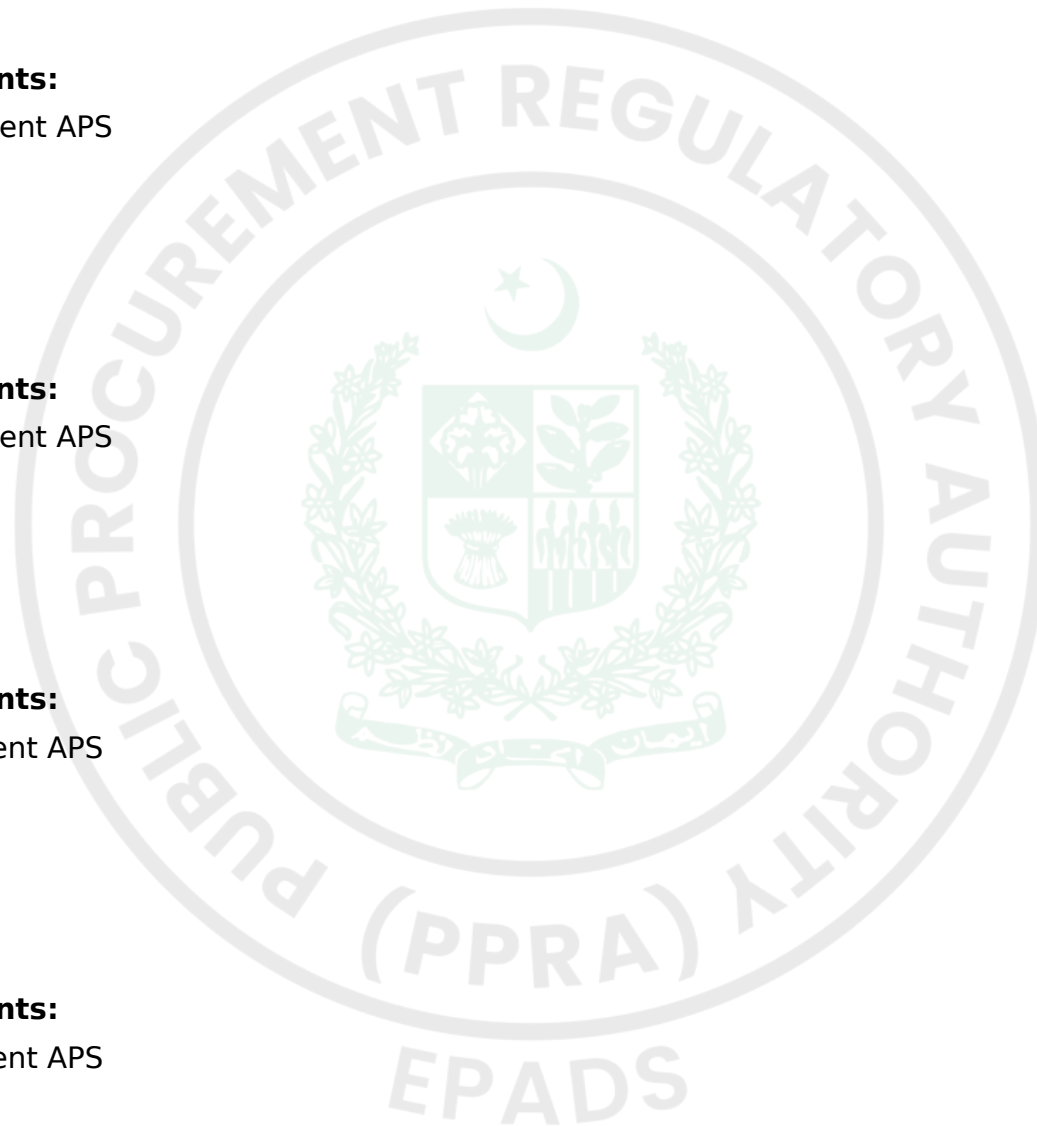 nts:
ent APS
nts:
ent APS
nts:
ent APS
nts:
ent APS
PUBLIC PROCUREMENT REGULATORY AUTHORITY
(PPRA)
EPADS